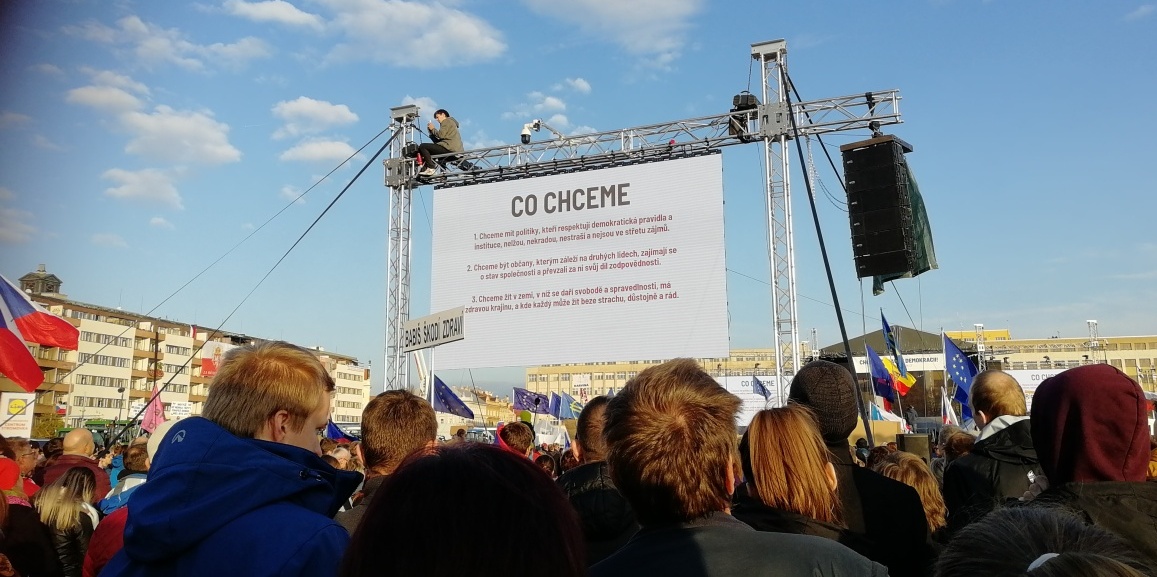 CO CHCEME
1. Chceme mít politiky, kteří respektují demokratická pravidla a
instituce, nelžou, nekradou, nestraší a nejsou ve střetu zájmů.
2. Chceme být občany, kterým záleží na druhých lidech, zajímají se
o stav společnosti a převzali za ni svůj díl zodpovědnosti.
3. Chceme žít v zemi, v níž se daří svobodě a spravedlnosti, má
zdravou krajinu, a kde každý může žít beze strachu, důstojně a rád.
BABIŠ ŠKODÍ ZDRAVÍ
DEMOKRACII
CO CHCEME